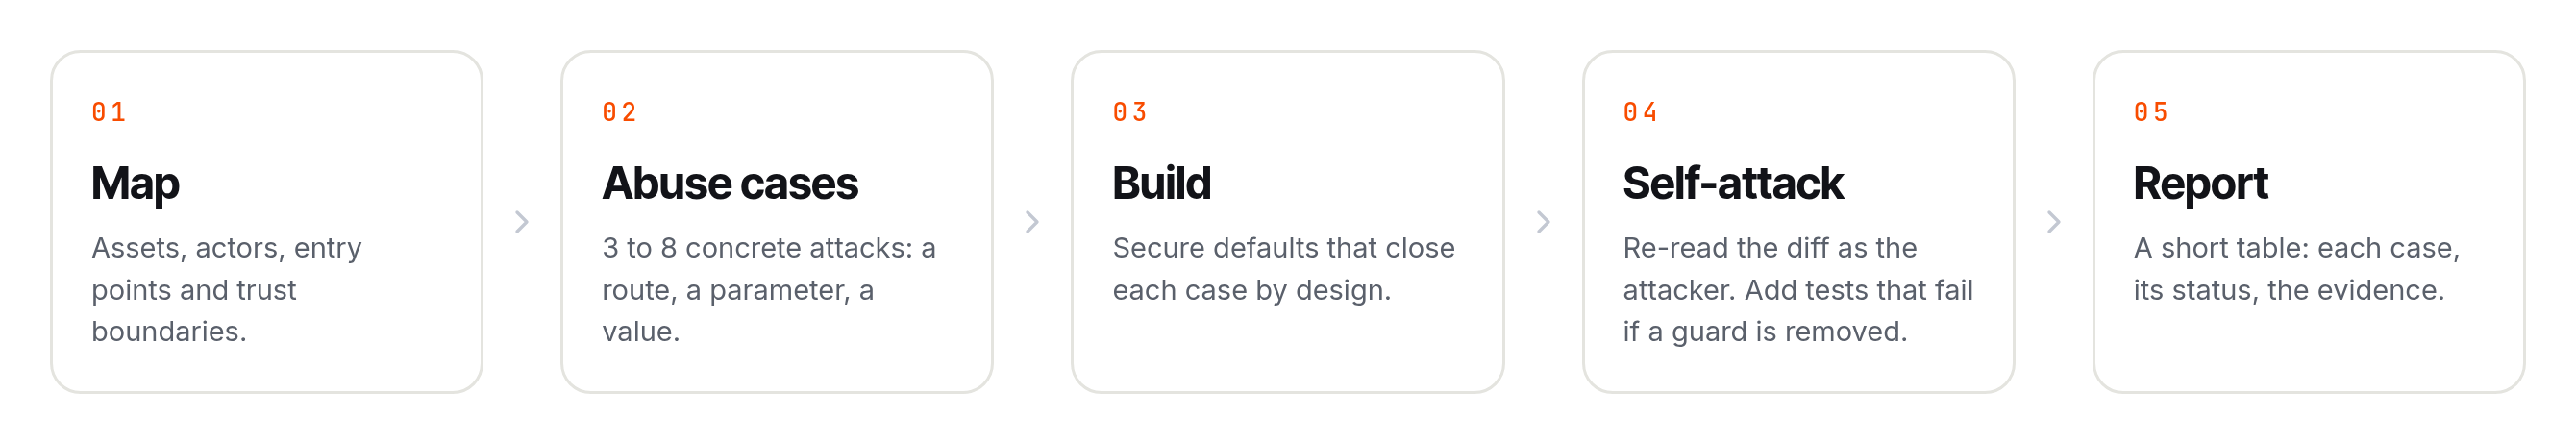 01
Map
Assets, actors, entry
points and trust
boundaries.
02
Abuse cases
3 to 8 concrete attacks: a
route, a parameter, a
value.
03
Build
Secure defaults that close
each case by design.
04
Self-attack
Re-read the diff as the
attacker. Add tests that fail
if a guard is removed.
05
Report
A short table: each case,
its status, the evidence.